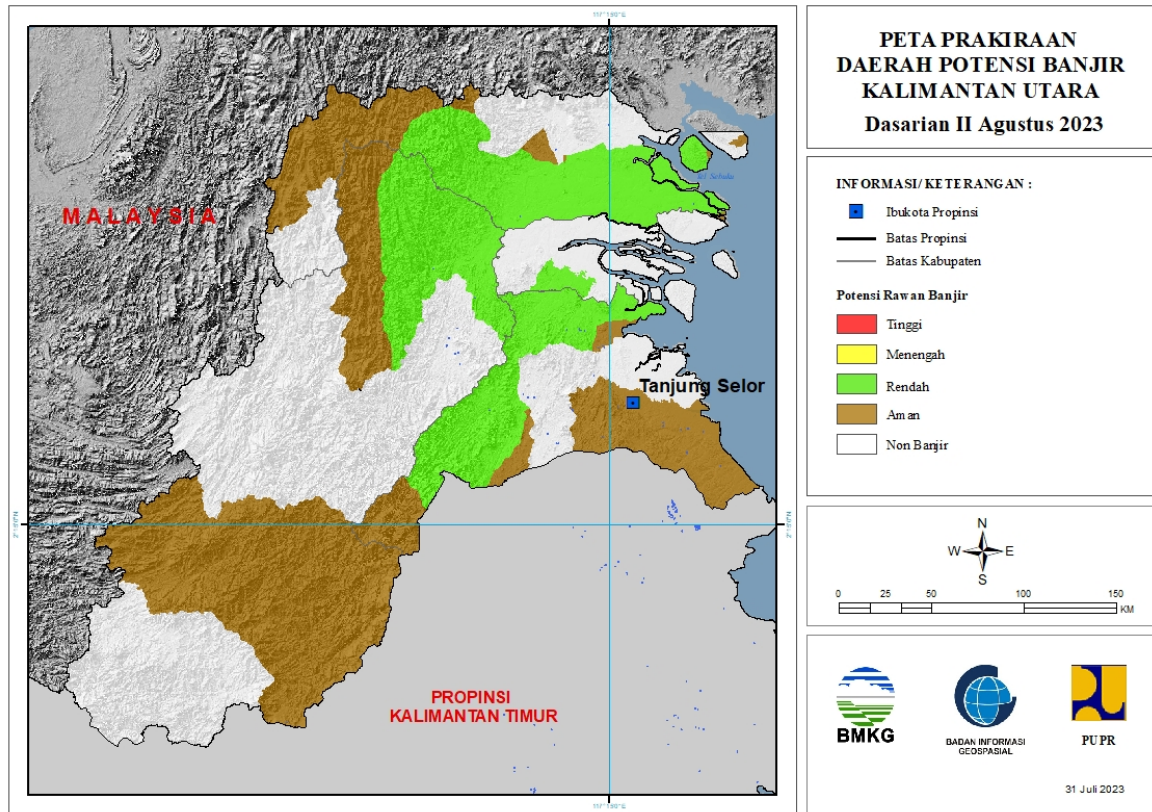 PETA PRAKIRAAN
DAERAH POTENSI BANJIR
KALIMANTAN UTARA
Dasarian II Agustus 2023
INFORMASI/ KETERANGAN :
Ibukota Propinsi
Batas Propinsi
Batas Kabupaten
Potensi Rawan Banjir
Tinggi
Menengah
Rendah
Aman
Non Banjir
N
W E
S
0 25 50 100 150
KM
BMKG
BADAN INFORMASI
GEOSPASIAL
PUPR
31 Juli 2023
MALAYSIA
Tanjung Selor
PROPINSI
KALIMANTAN TIMUR